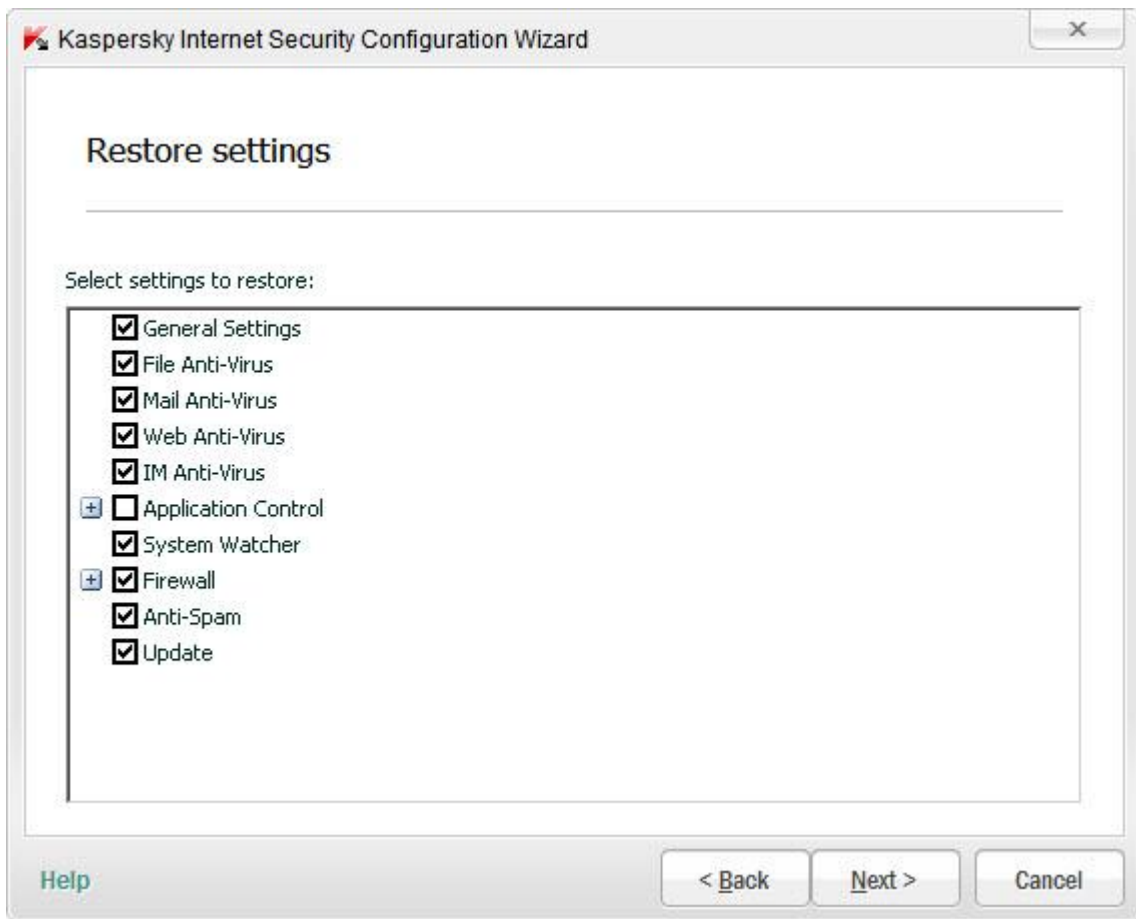 Kaspersky Internet Security Configuration Wizard
Restore settings
Select settings to restore:
General Settings
File Anti-Virus
Mail Anti-Virus
Web Anti-Virus
IM Anti-Virus
Application Control
System Watcher
Firewall
Anti-Spam
Update
Help
< Back
Next >
Cancel